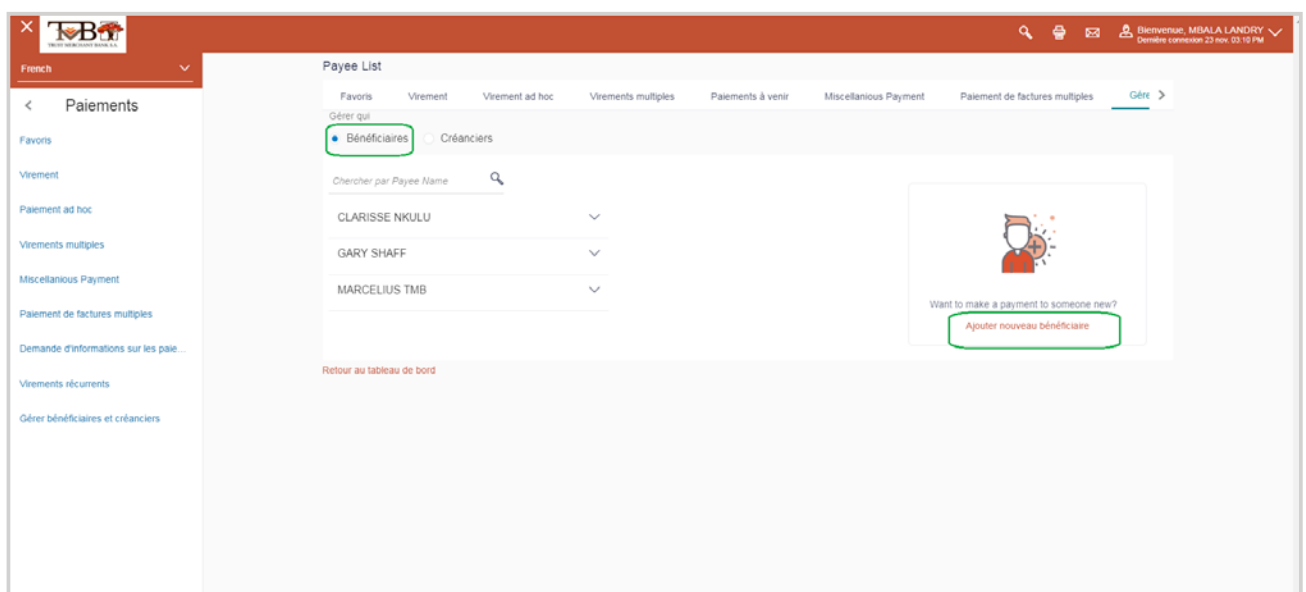 TMB
TRUST MERCHANT BANK S.A
Bienvenue, MBALA LANDRY
Dernière connexion 23 nov. 03:10 PM
French
Paiements
Favoris
Virement
Paiement ad hoc
Virements multiples
Miscellanious Payment
Paiement de factures multiples
Demande d'informations sur les paie...
Virements récurrents
Gérer bénéficiaires et créanciers
Payee List
Favoris Virement Virement ad hoc Virements multiples Paiements à venir Miscellanious Payment Paiement de factures multiples Gére
Gérer qui
Bénéficiaires Créanciers
Chercher par Payee Name
CLARISSE NKULU
GARY SHAFF
MARCELIUS TMB
Want to make a payment to someone new?
Ajouter nouveau bénéficiaire
Retour au tableau de bord